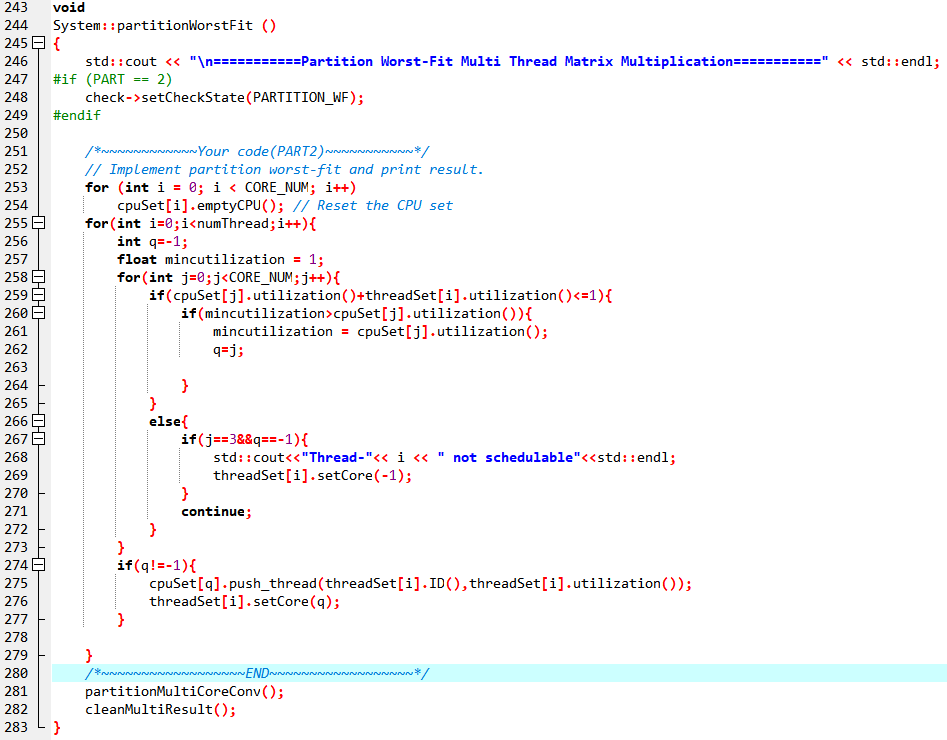 243 void
244 System::partitionWorstFit ()
245 {
246     std::cout << "\n===========Partition Worst-Fit Multi Thread Matrix Multiplication===========" << std::endl;
247 #if (PART == 2)
248     check->setCheckState(PARTITION_WF);
249 #endif
250
251     /*~~~~~~~~~~~~Your code(PART2)~~~~~~~~~~~*/
252     // Implement partition worst-fit and print result.
253     for (int i = 0; i < CORE_NUM; i++)
254         cpuSet[i].emptyCPU(); // Reset the CPU set
255     for(int i=0;i<numThread;i++){
256         int q=-1;
257         float mincutilization = 1;
258         for(int j=0;j<CORE_NUM;j++){
259             if(cpuSet[j].utilization()+threadSet[i].utilization()<=1){
260                 if(mincutilization>cpuSet[j].utilization()){
261                     mincutilization = cpuSet[j].utilization();
262                     q=j;
263
264                 }
265             }
266             else{
267                 if(j==3&&q==-1){
268                     std::cout<<"Thread-"<< i << " not schedulable"<<std::endl;
269                     threadSet[i].setCore(-1);
270                 }
271                 continue;
272             }
273         }
274         if(q!=-1){
275             cpuSet[q].push_thread(threadSet[i].ID(),threadSet[i].utilization());
276             threadSet[i].setCore(q);
277         }
278
279     }
280     /*~~~~~~~~~~~~~~~~~~END~~~~~~~~~~~~~~~~~~*/
281     partitionMultiCoreConv();
282     cleanMultiResult();
283 }